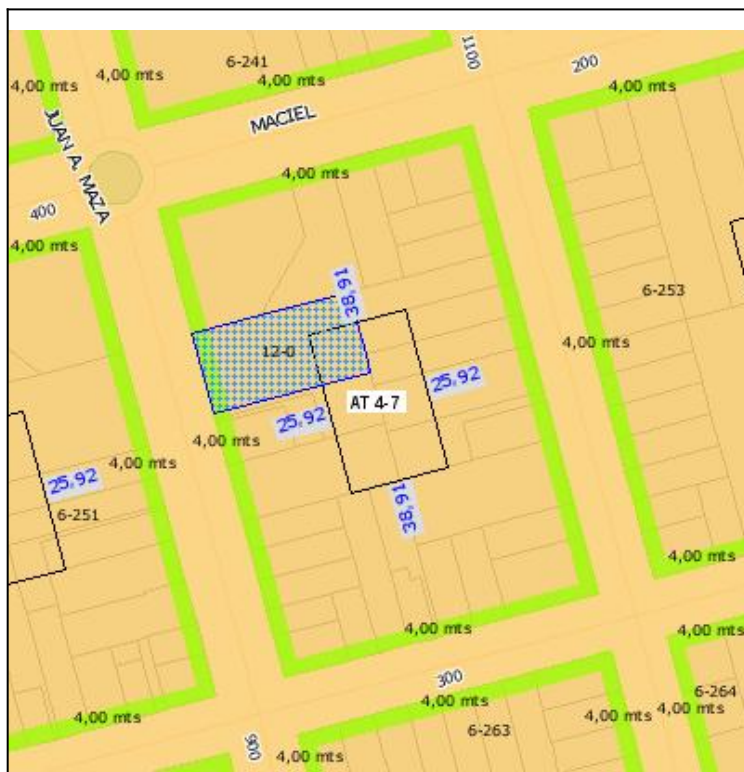 6-241
1100
200
4,00 mts
4,00 mts
4,00 mts
4,00 mts
MACIEL
JUAN A. MAZA
4,00 mts
400
4,00 mts
38,91
6-253
4,00 mts
12-0
25,92
AT 4-7
25,92
4,00 mts
4,00 mts
25,92
6-251
38,91
4,00 mts
4,00 mts
4,00 mts
300
6-264
4,00 mts
4,00 mts
4,00 mts
4,00 mts
6-263
900
4,00 mts